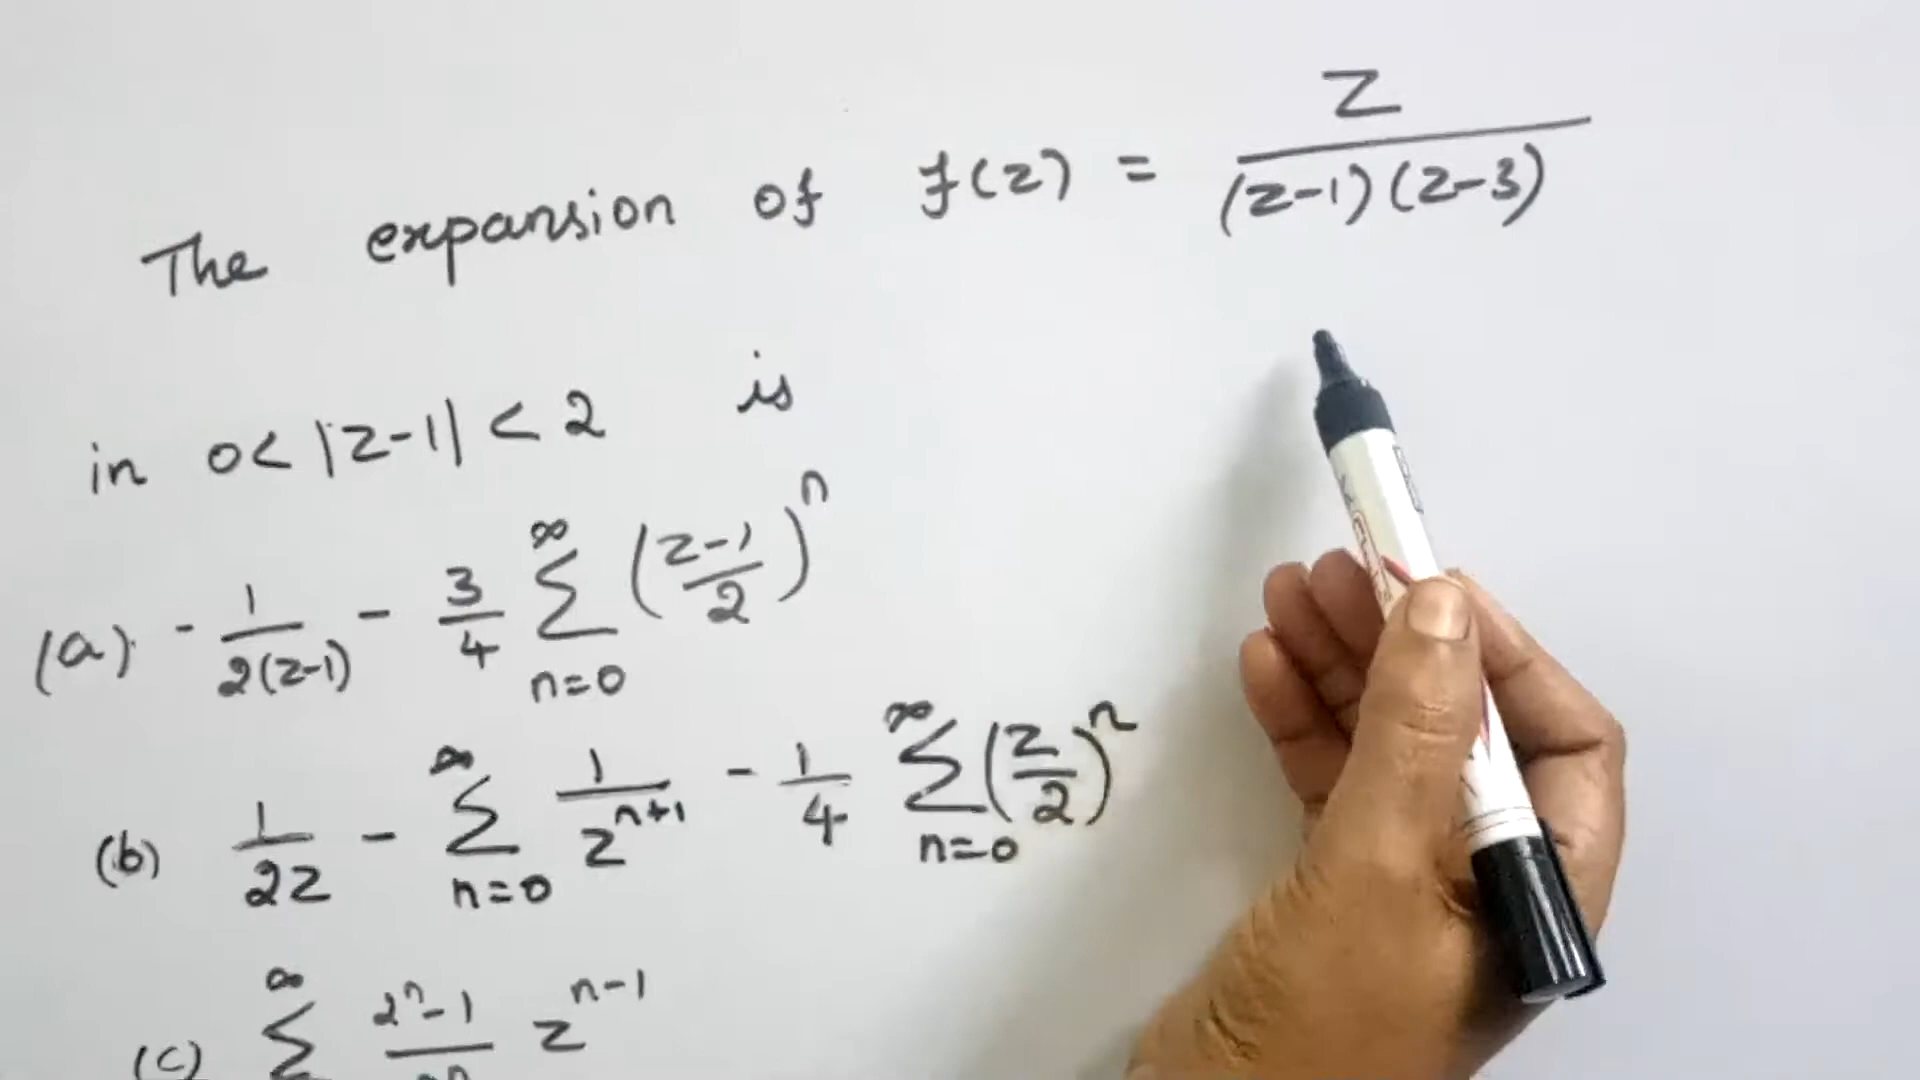 The expansion of f(z) = z / (z-1)(z-3)
in 0 < |z-1| < 2 is
(a) - 1/2(z-1) - 3/4 ∞∑n=0 (z-1/2)^n
(b) 1/2z - ∞∑n=0 1/z^n+1 - 1/4 ∞∑n=0 (z/2)^n
(c) ∞∑ 2^n-1 z^n-1